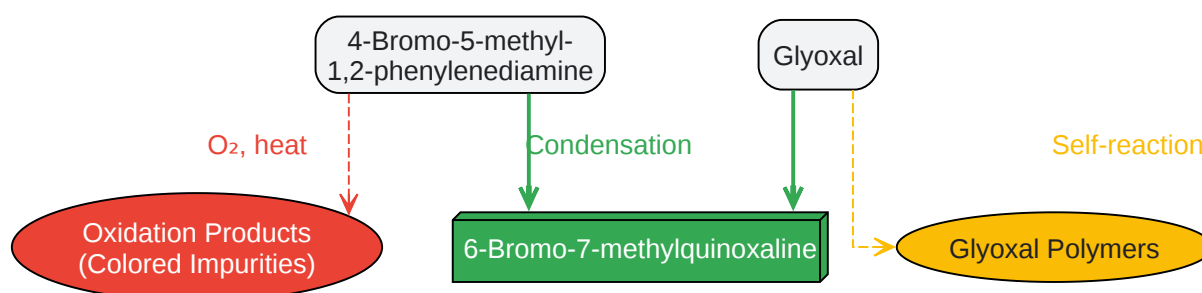 4-Bromo-5-methyl-
1,2-phenylenediamine
Glyoxal
O₂, heat
Condensation
Self-reaction
Oxidation Products
(Colored Impurities)
6-Bromo-7-methylquinoxaline
Glyoxal Polymers